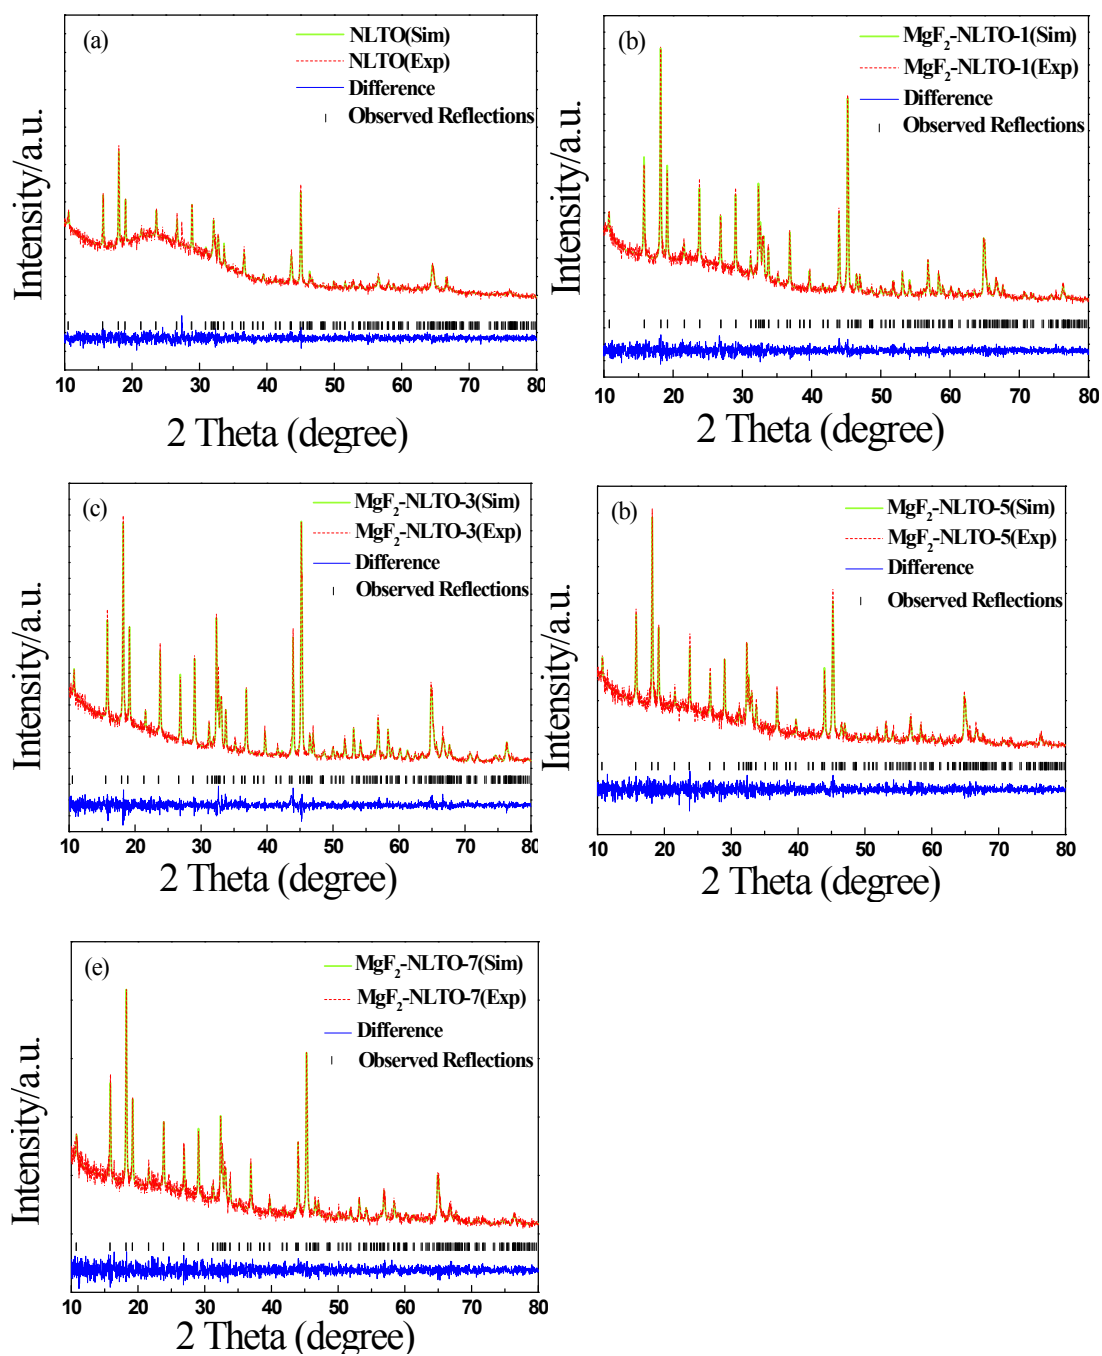 (a)
NLTO(Sim)
NLTO(Exp)
Difference
Observed Reflections
Intensity/a.u.
10 20 30 40 50 60 70 80
2 Theta (degree)
(b)
MgF₂-NLTO-1(Sim)
MgF₂-NLTO-1(Exp)
Difference
Observed Reflections
Intensity/a.u.
10 20 30 40 50 60 70 80
2 Theta (degree)
(c)
MgF₂-NLTO-3(Sim)
MgF₂-NLTO-3(Exp)
Difference
Observed Reflections
Intensity/a.u.
10 20 30 40 50 60 70 80
2 Theta (degree)
(b)
MgF₂-NLTO-5(Sim)
MgF₂-NLTO-5(Exp)
Difference
Observed Reflections
Intensity/a.u.
10 20 30 40 50 60 70 80
2 Theta (degree)
(e)
MgF₂-NLTO-7(Sim)
MgF₂-NLTO-7(Exp)
Difference
Observed Reflections
Intensity/a.u.
10 20 30 40 50 60 70 80
2 Theta (degree)